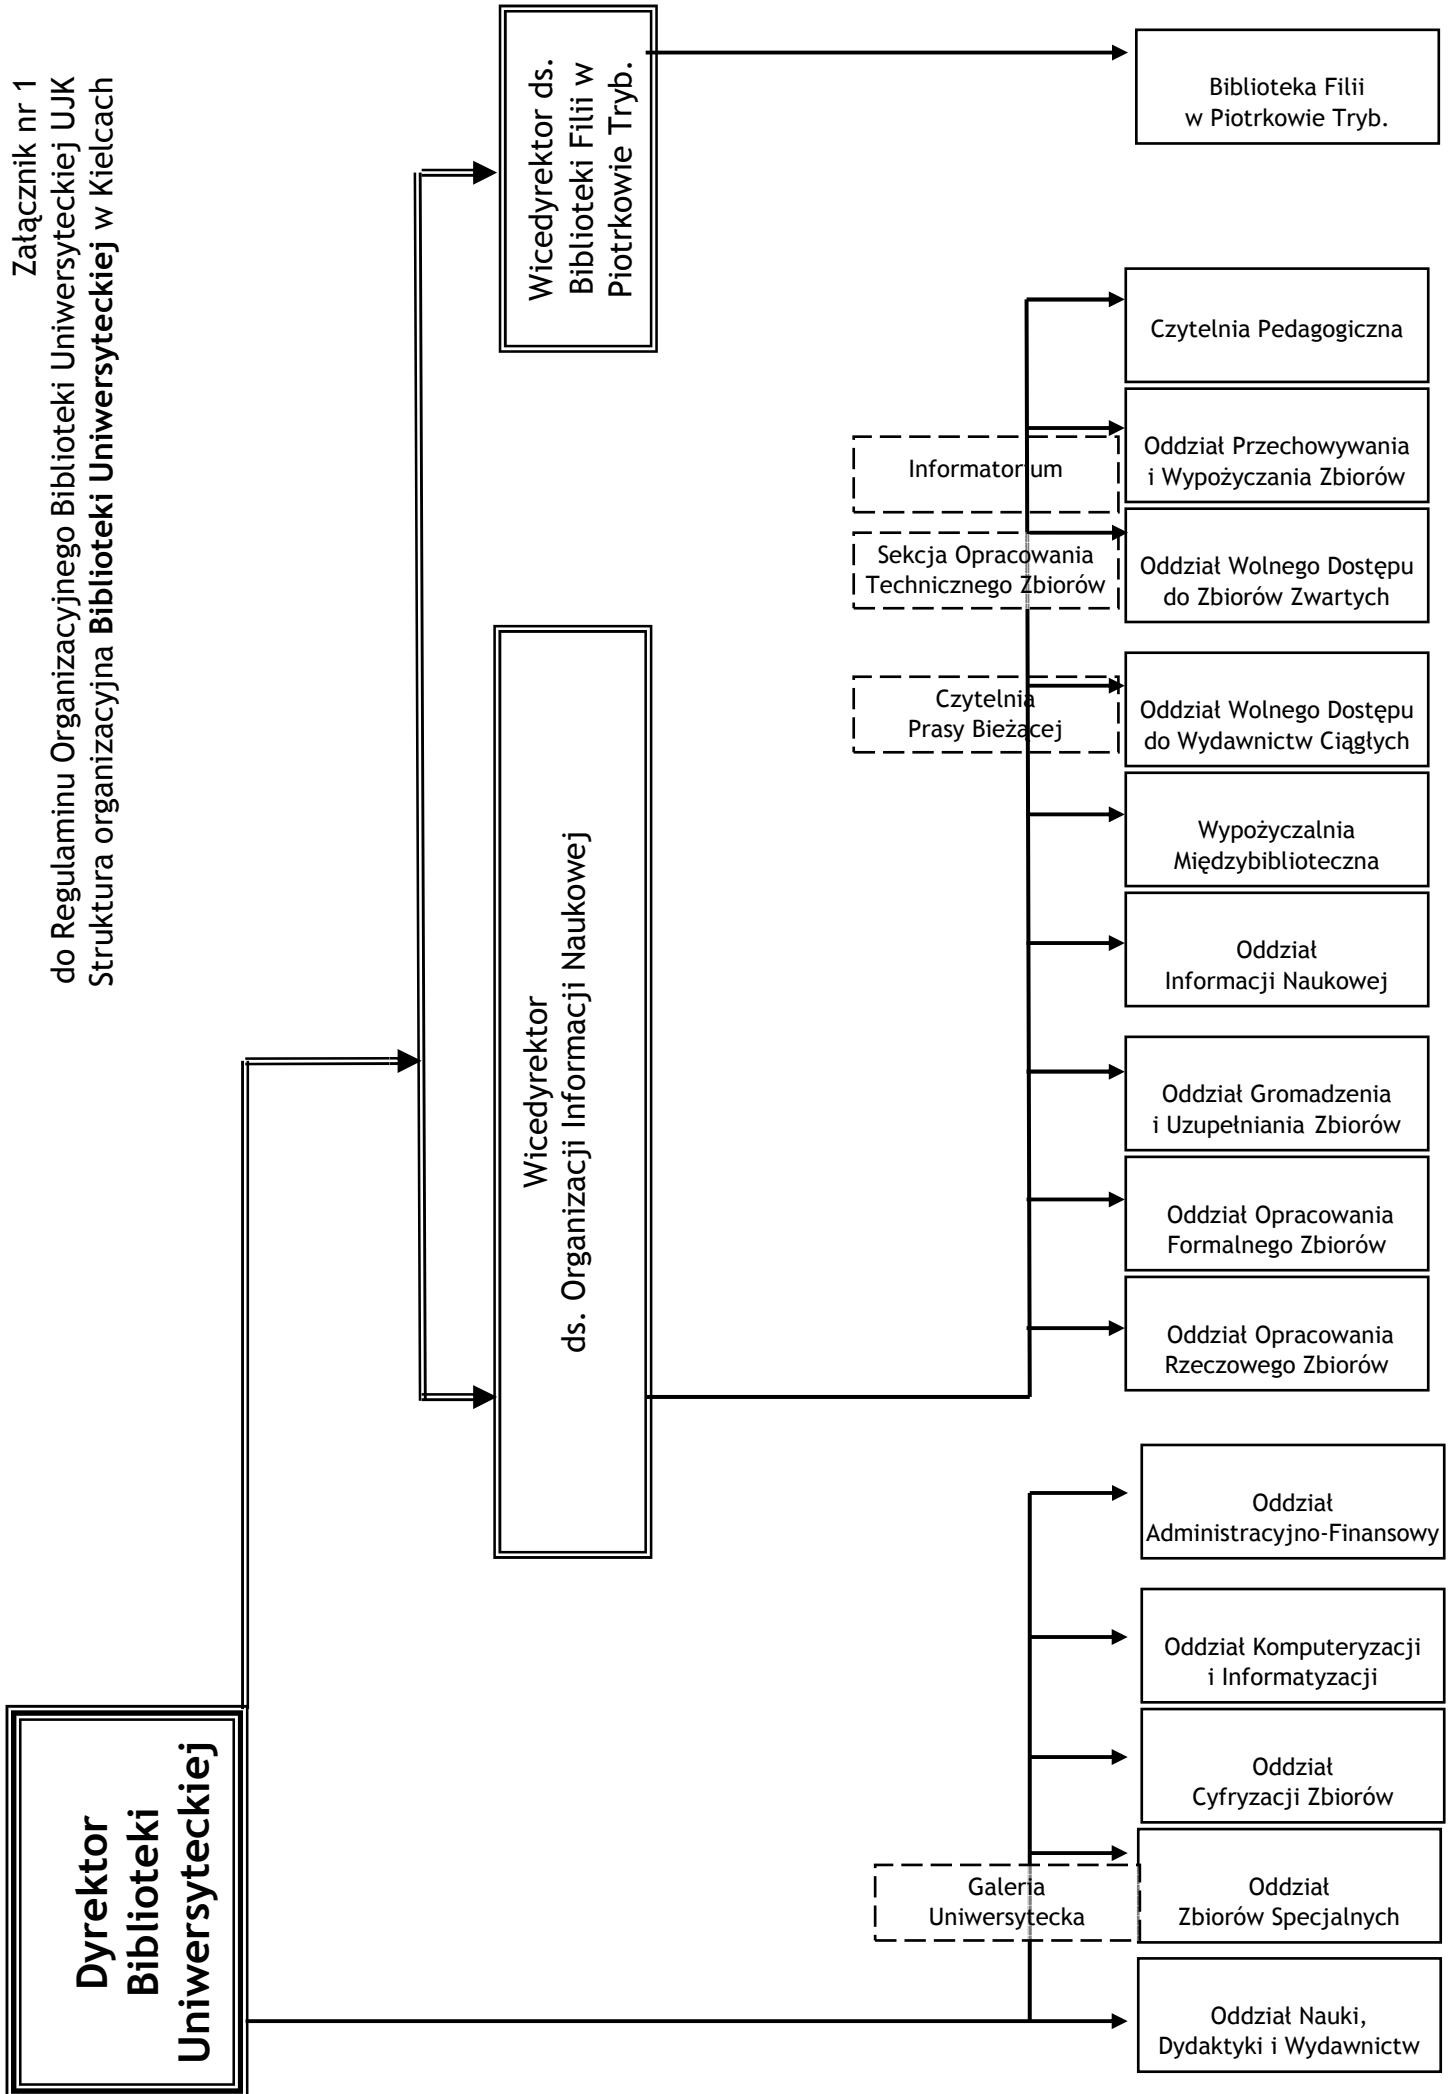 Załącznik nr 1
do Regulaminu Organizacyjnego Biblioteki Uniwersyteckiej UJK
Struktura organizacyjna Biblioteki Uniwersyteckiej w Kielcach
Dyrektor
Biblioteki
Uniwersyteckiej
Wicedyrektor ds.
Biblioteki Filii w
Piotrkowie Tryb.
Wicedyrektor
ds. Organizacji Informacji Naukowej
Biblioteka Filii
w Piotrkowie Tryb.
Czytelnia Pedagogiczna
Informatorium
Oddział Przechowywania
i Wypożyczania Zbiorów
Sekcja Opracowania
Technicznego Zbiorów
Oddział Wolnego Dostępu
do Zbiorów Zwartych
Czytelnia
Prasy Bieżącej
Oddział Wolnego Dostępu
do Wydawnictw Ciągłych
Wypożyczalnia
Międzybiblioteczna
Oddział
Informacji Naukowej
Oddział Gromadzenia
i Uzupełniania Zbiorów
Oddział Opracowania
Formalnego Zbiorów
Oddział Opracowania
Rzeczowego Zbiorów
Oddział
Administracyjno-Finansowy
Oddział Komputeryzacji
i Informatyzacji
Oddział
Cyfryzacji Zbiorów
Galeria
Uniwersytecka
Oddział
Zbiorów Specjalnych
Oddział Nauki,
Dydaktyki i Wydawnictw